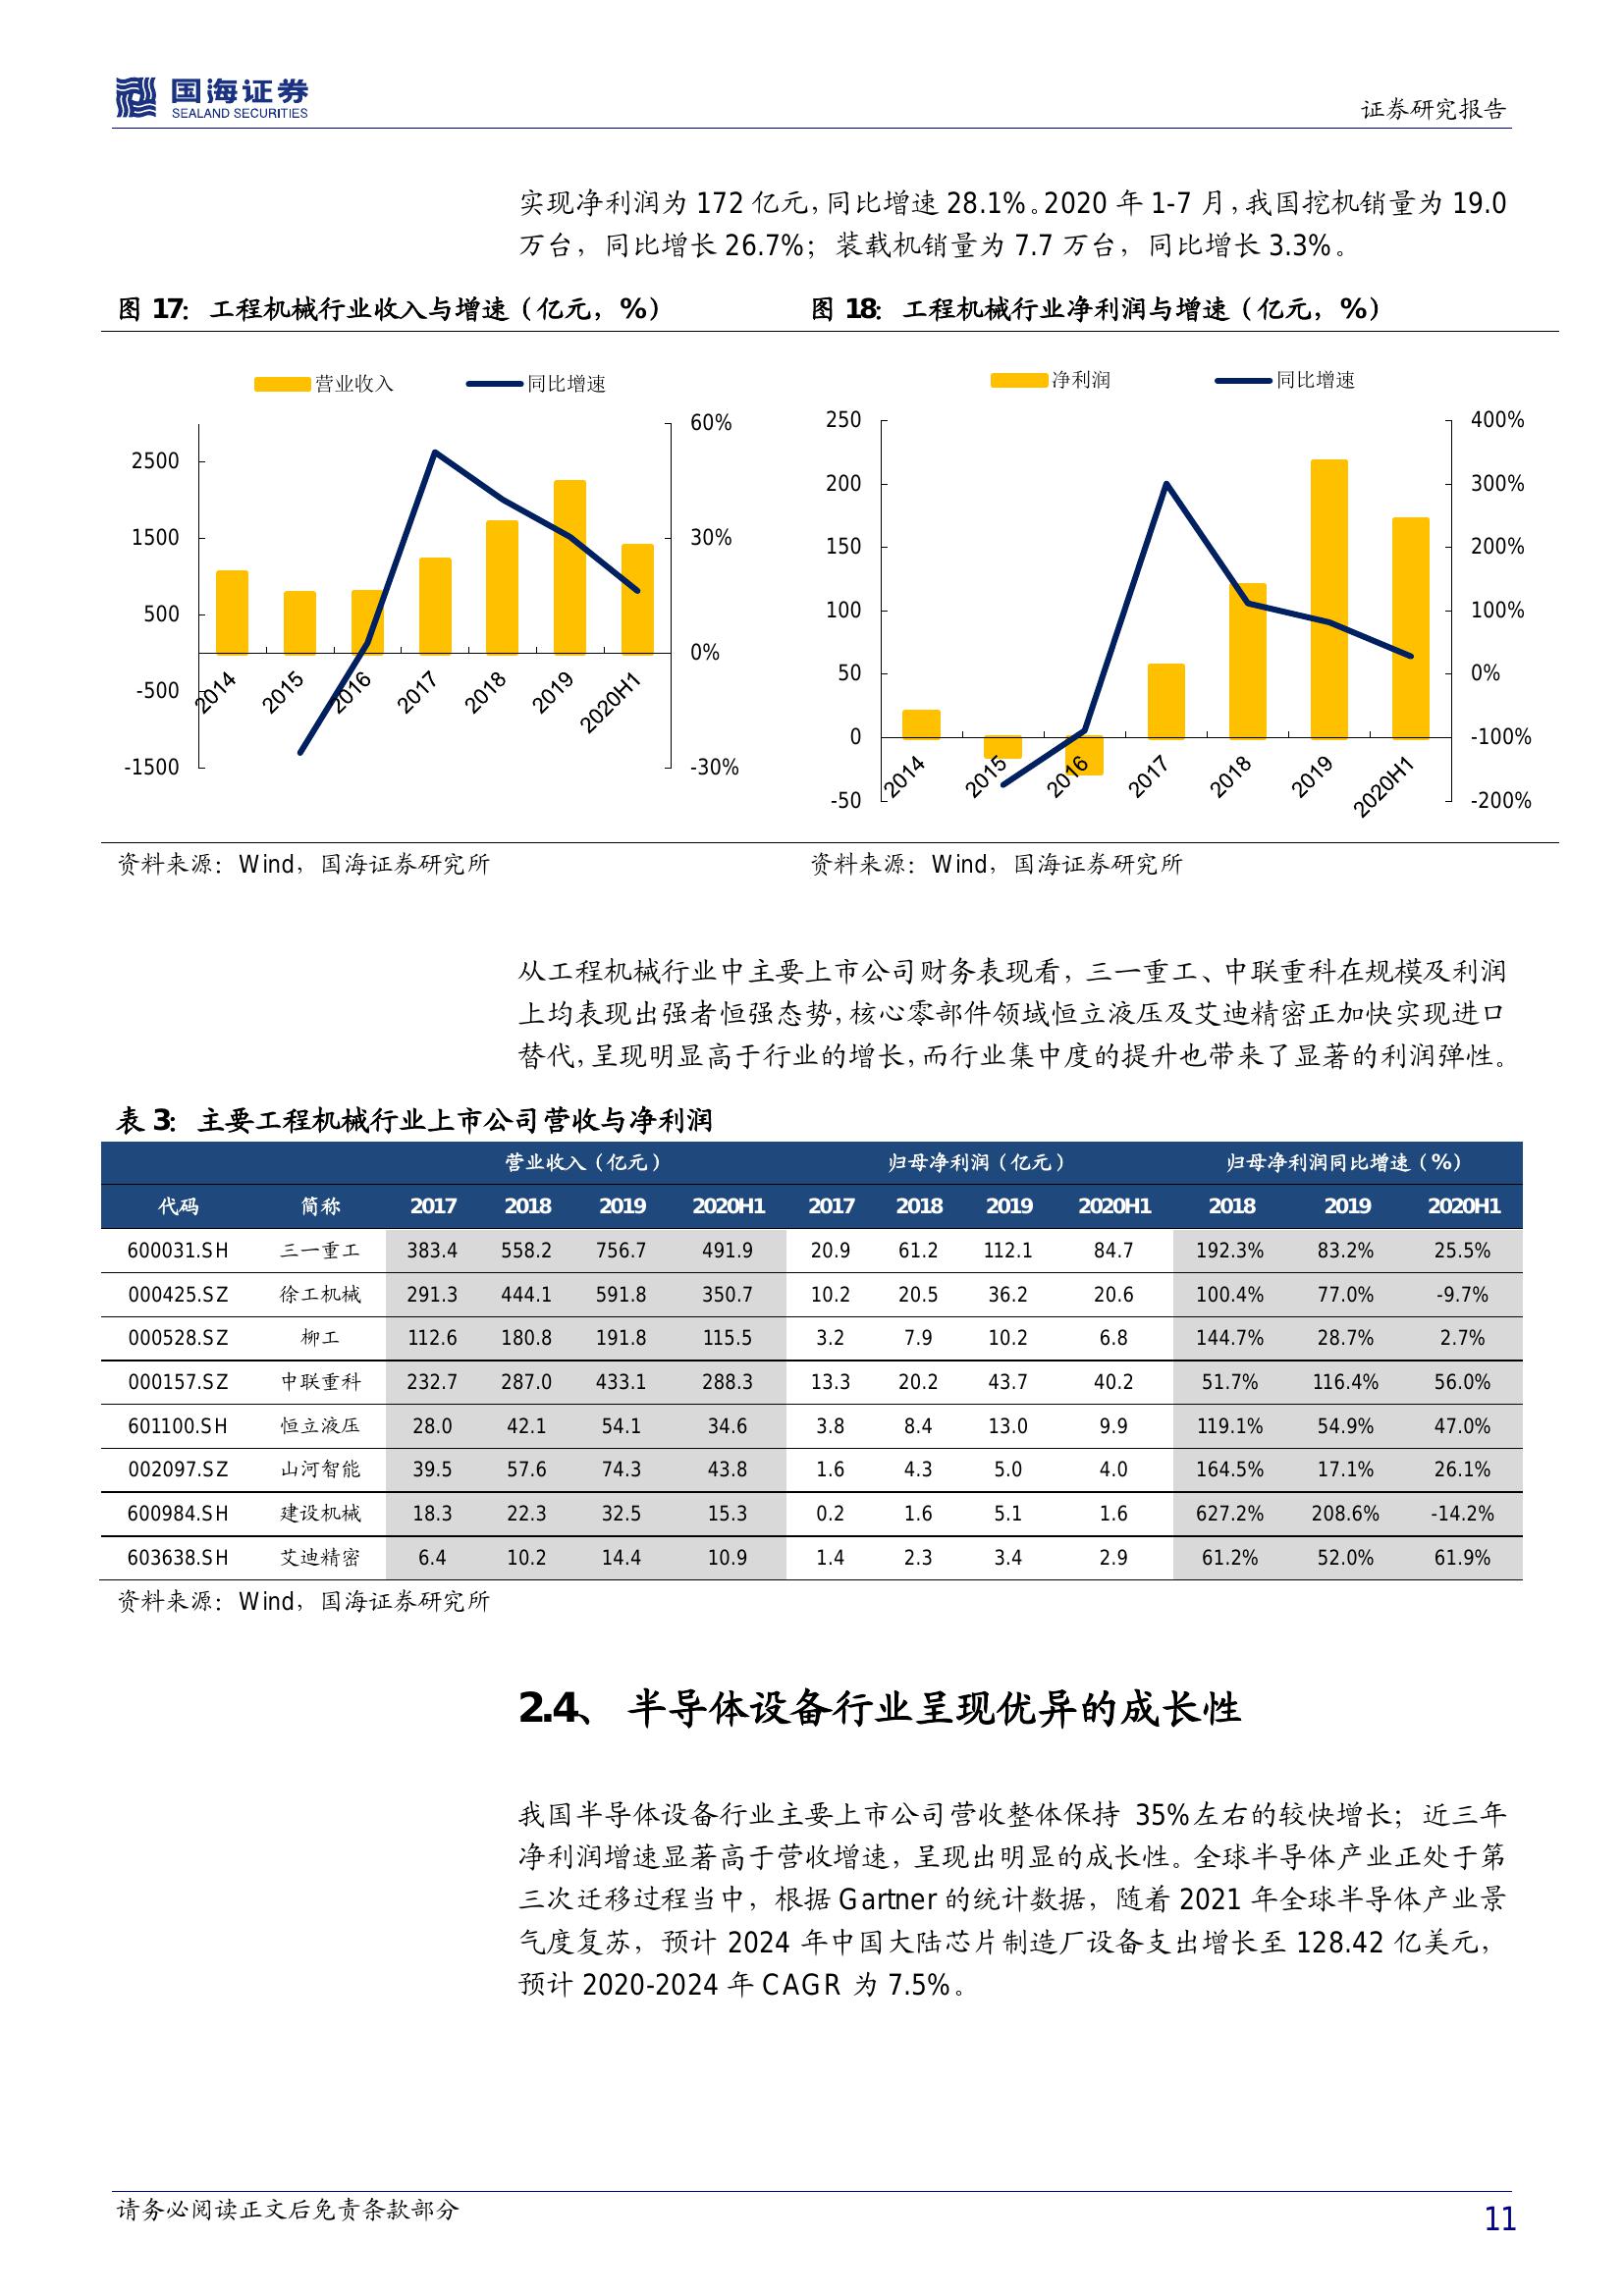 国海证券
SEALAND SECURITIES
证券研究报告
实现净利润为 172 亿元,同比增速 28.1%。2020 年 1-7 月,我国挖机销量为 19.0
万台，同比增长 26.7%；装载机销量为 7.7 万台，同比增长 3.3%。
图 17：工程机械行业收入与增速（亿元，%）
图 18：工程机械行业净利润与增速（亿元，%）
营业收入 同比增速
2500
1500
500
-500
-1500
60%
30%
0%
-30%
2014 2015 2016 2017 2018 2019 2020H1
净利润 同比增速
250
200
150
100
50
0
-50
400%
300%
200%
100%
0%
-100%
-200%
2014 2015 2016 2017 2018 2019 2020H1
资料来源：Wind，国海证券研究所
资料来源：Wind，国海证券研究所
从工程机械行业中主要上市公司财务表现看，三一重工、中联重科在规模及利润
上均表现出强者恒强态势,核心零部件领域恒立液压及艾迪精密正加快实现进口
替代,呈现明显高于行业的增长,而行业集中度的提升也带来了显著的利润弹性。
表 3：主要工程机械行业上市公司营收与净利润
营业收入（亿元） 归母净利润（亿元） 归母净利润同比增速（%）
代码 简称 2017 2018 2019 2020H1 2017 2018 2019 2020H1 2018 2019 2020H1
600031.SH 三一重工 383.4 558.2 756.7 491.9 20.9 61.2 112.1 84.7 192.3% 83.2% 25.5%
000425.SZ 徐工机械 291.3 444.1 591.8 350.7 10.2 20.5 36.2 20.6 100.4% 77.0% -9.7%
000528.SZ 柳工 112.6 180.8 191.8 115.5 3.2 7.9 10.2 6.8 144.7% 28.7% 2.7%
000157.SZ 中联重科 232.7 287.0 433.1 288.3 13.3 20.2 43.7 40.2 51.7% 116.4% 56.0%
601100.SH 恒立液压 28.0 42.1 54.1 34.6 3.8 8.4 13.0 9.9 119.1% 54.9% 47.0%
002097.SZ 山河智能 39.5 57.6 74.3 43.8 1.6 4.3 5.0 4.0 164.5% 17.1% 26.1%
600984.SH 建设机械 18.3 22.3 32.5 15.3 0.2 1.6 5.1 1.6 627.2% 208.6% -14.2%
603638.SH 艾迪精密 6.4 10.2 14.4 10.9 1.4 2.3 3.4 2.9 61.2% 52.0% 61.9%
资料来源：Wind，国海证券研究所
2.4、 半导体设备行业呈现优异的成长性
我国半导体设备行业主要上市公司营收整体保持 35%左右的较快增长；近三年
净利润增速显著高于营收增速，呈现出明显的成长性。全球半导体产业正处于第
三次迁移过程当中，根据 Gartner 的统计数据，随着 2021 年全球半导体产业景
气度复苏，预计 2024 年中国大陆芯片制造厂设备支出增长至 128.42 亿美元，
预计 2020-2024 年 CAGR 为 7.5%。
请务必阅读正文后免责条款部分
11